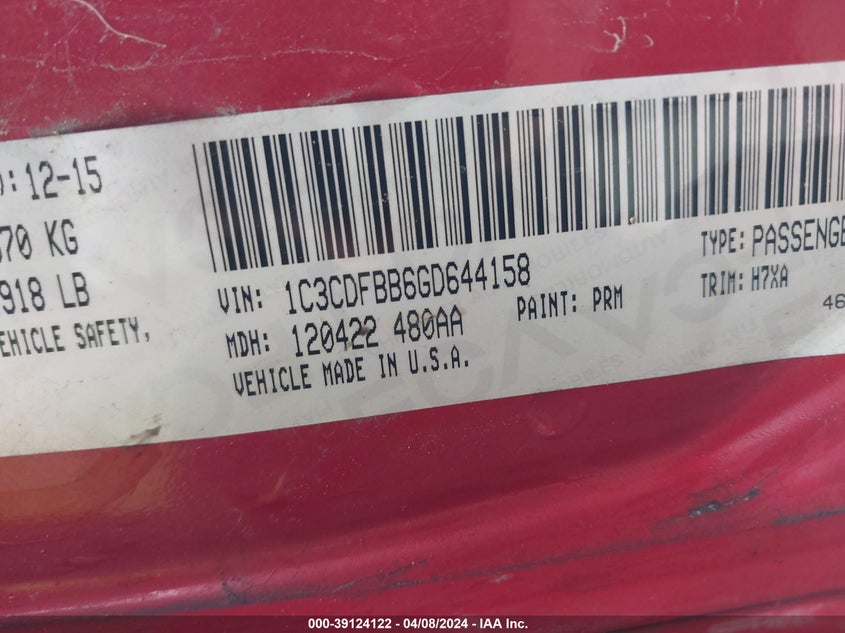 : 12-15
70 KG
918 LB
EHICLE SAFETY,
VIN: 1C3CDFBB6GD644158
MDH: 120422 480AA
VEHICLE MADE IN U.S.A.
PAINT: PRM
TYPE: PASSENGE
TRIM: H7XA
46
000-39124122 - 04/08/2024 - IAA Inc.